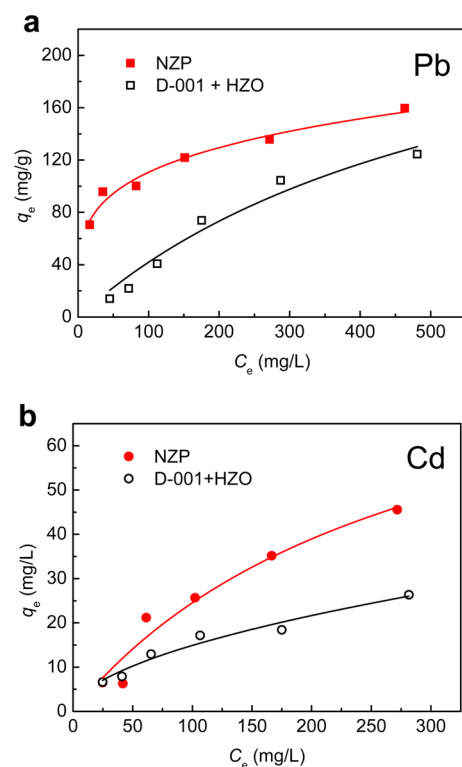 a
200
160
120
80
40
0
NZP
D-001 + HZO
Pb
qe (mg/g)
0 100 200 300 400 500
Ce (mg/L)
b
60
50
40
30
20
10
0
NZP
D-001+HZO
Cd
qe (mg/L)
0 50 100 150 200 250 300
Ce (mg/L)